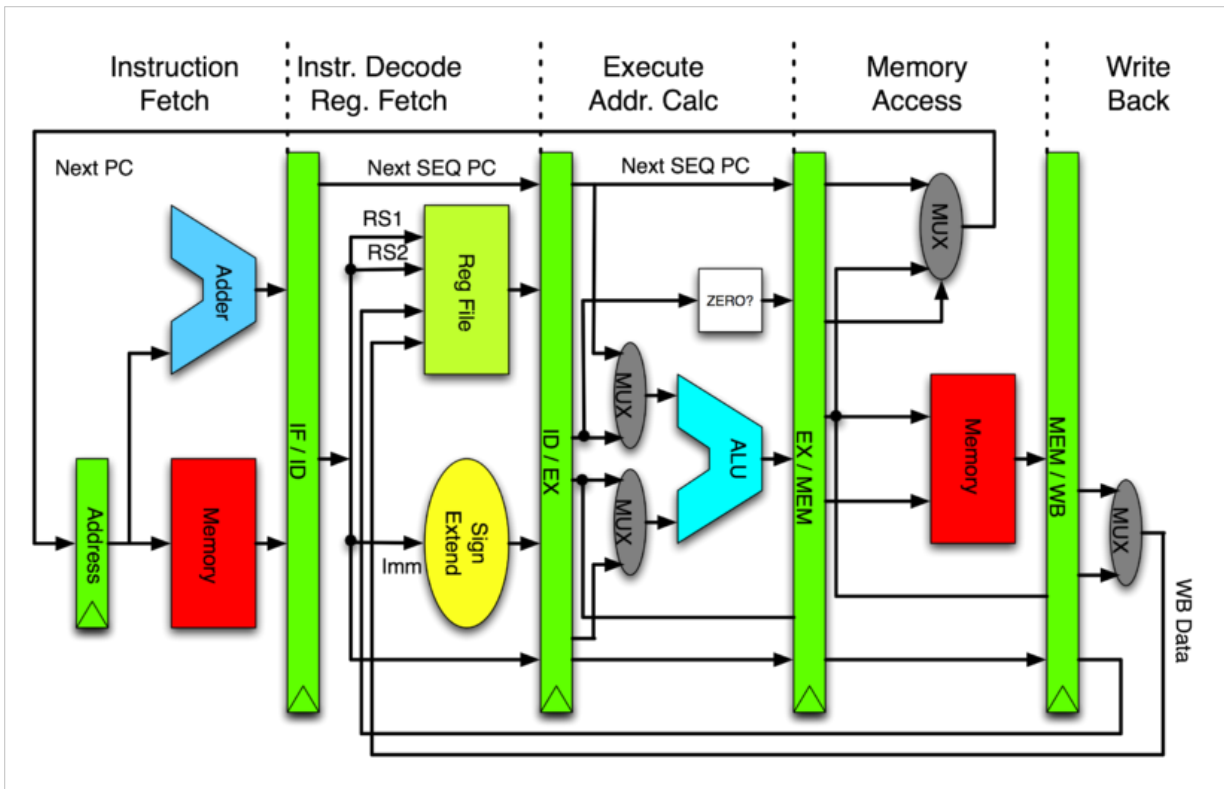 Instruction
Fetch
Instr. Decode
Reg. Fetch
Execute
Addr. Calc
Memory
Access
Write
Back
Next PC
Next SEQ PC
Next SEQ PC
RS1
RS2
Reg File
Adder
MUX
ZERO?
MUX
ALU
IF / ID
ID / EX
EX / MEM
MEM / WB
Address
Memory
Sign
Extend
Imm
MUX
Memory
MUX
WB Data